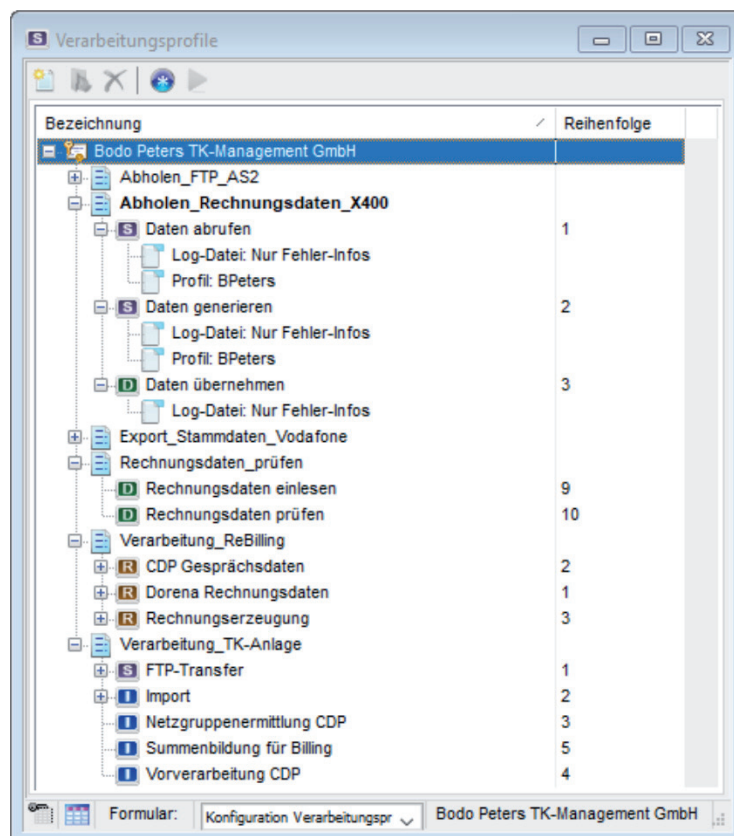 S Verarbeitungsprofile
Bezeichnung Reihenfolge
Bodo Peters TK-Management GmbH
Abholen_FTP_AS2
Abholen_Rechnungsdaten_X400
S Daten abrufen 1
Log-Datei: Nur Fehler-Infos
Profil: BPeters
S Daten generieren 2
Log-Datei: Nur Fehler-Infos
Profil: BPeters
D Daten übernehmen 3
Log-Datei: Nur Fehler-Infos
Export_Stammdaten_Vodafone
Rechnungsdaten_prüfen
D Rechnungsdaten einlesen 9
D Rechnungsdaten prüfen 10
Verarbeitung_ReBilling
R CDP Gesprächsdaten 2
R Dorena Rechnungsdaten 1
R Rechnungserzeugung 3
Verarbeitung_TK-Anlage
S FTP-Transfer 1
I Import 2
I Netzgruppenermittlung CDP 3
I Summenbildung für Billing 5
I Vorverarbeitung CDP 4
Formular: Konfiguration Verarbeitungspr Bodo Peters TK-Management GmbH